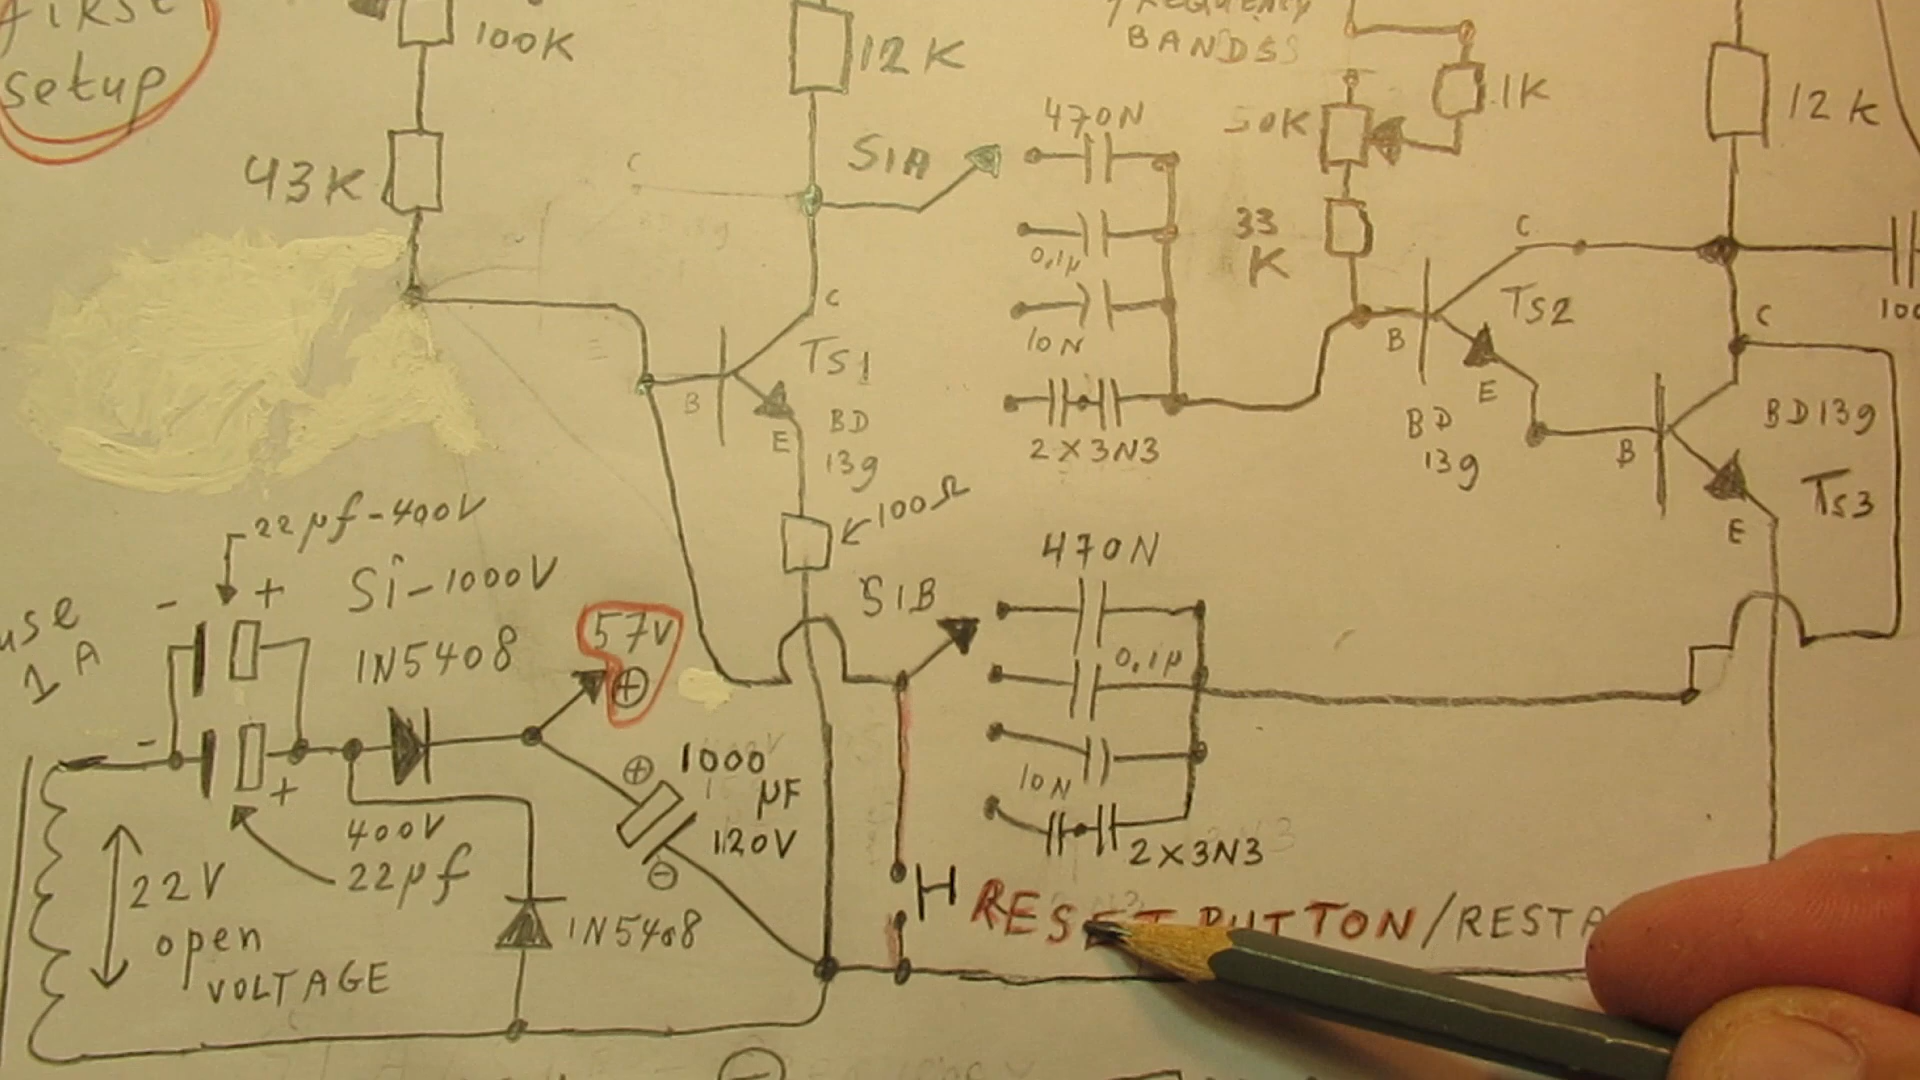 first
setup
100K
12K
FREQUENCY
BANDS
1K
50K
12K
43K
S1A
470N
0,1µ
10N
2X3N3
33
K
C
C
TS1
B
E
BD
139
C
TS2
B
E
BD
139
C
BD139
TS3
B
E
100
100Ω
22µf-400V
Si-1000V
1N5408
- +
57V
+
S1B
470N
0,1µ
10N
2X3N3
1A
-
+
400V
22µf
22V
open
VOLTAGE
1N5408
+
1000
µF
120V
-
RESET BUTTON/RESTA